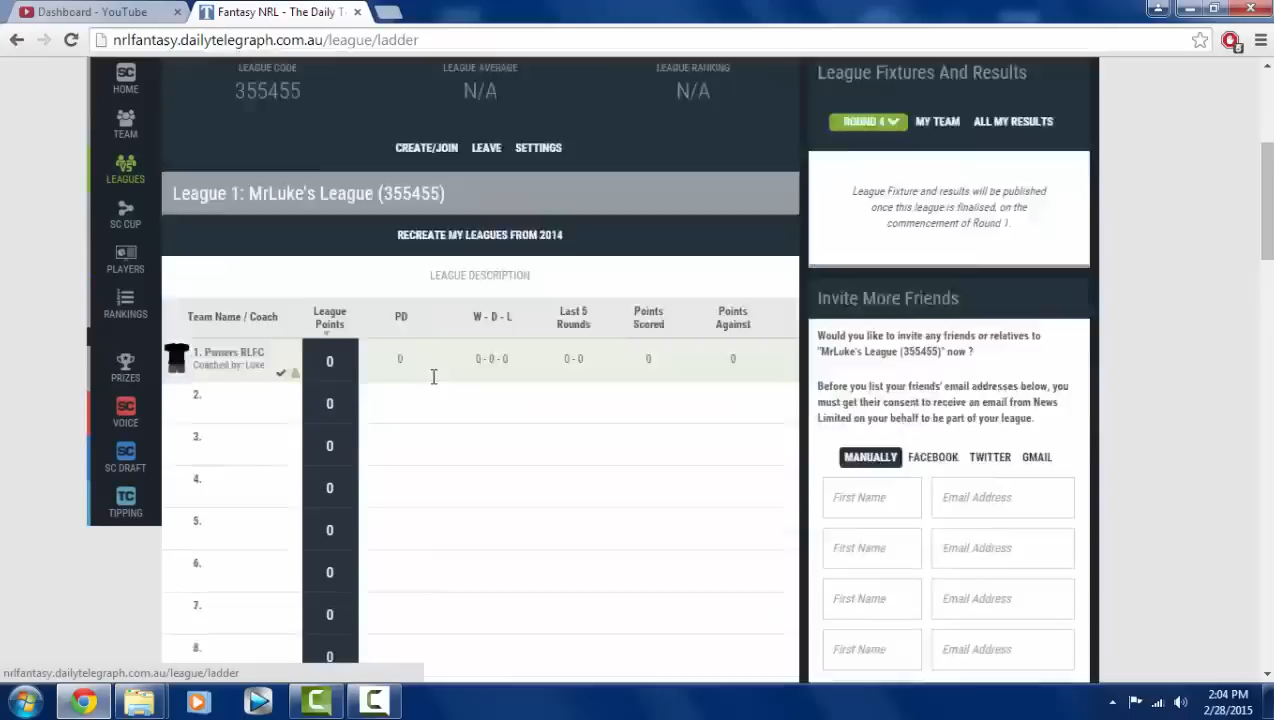 Dashboard - YouTube
Fantasy NRL - The Daily T
nrlfantasy.dailytelegraph.com.au/league/ladder
5
SC
HOME
TEAM
VS
LEAGUES
SC CUP
PLAYERS
RANKINGS
PRIZES
SC
VOICE
SC
SC DRAFT
TC
TIPPING
LEAGUE CODE
LEAGUE AVERAGE
LEAGUE RANKING
355455
N/A
N/A
CREATE/JOIN
LEAVE
SETTINGS
League 1: MrLuke's League (355455)
RECREATE MY LEAGUES FROM 2014
LEAGUE DESCRIPTION
Team Name / Coach
League
Points
PD
W - D - L
Last 5
Rounds
Points
Scored
Points
Against
1. Pumers RLFC
Coached by: Luke
0
0
0 - 0 - 0
0 - 0
0
0
2.
0
3.
0
4.
0
5.
0
6.
0
7.
0
8.
0
League Fixtures And Results
ROUND 4
MY TEAM
ALL MY RESULTS
League Fixture and results will be published
once this league is finalised, on the
commencement of Round 1.
Invite More Friends
Would you like to invite any friends or relatives to
"MrLuke's League (355455)" now ?
Before you list your friends' email addresses below, you
must get their consent to receive an email from News
Limited on your behalf to be part of your league.
MANUALLY
FACEBOOK
TWITTER
GMAIL
First Name
Email Address
First Name
Email Address
First Name
Email Address
First Name
Email Address
nrlfantasy.dailytelegraph.com.au/league/ladder
2:04 PM
2/28/2015